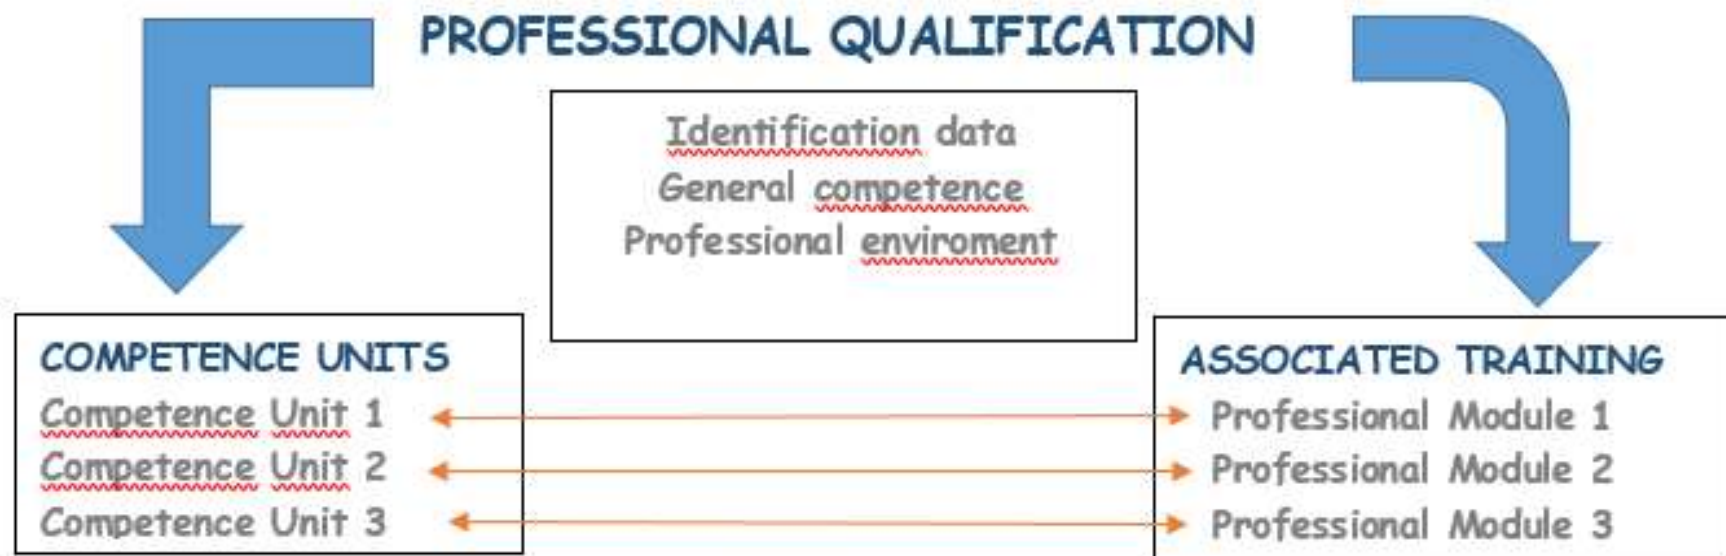 PROFESSIONAL QUALIFICATION
Identification data
General competence
Professional enviroment
COMPETENCE UNITS
Competence Unit 1
Competence Unit 2
Competence Unit 3
ASSOCIATED TRAINING
Professional Module 1
Professional Module 2
Professional Module 3